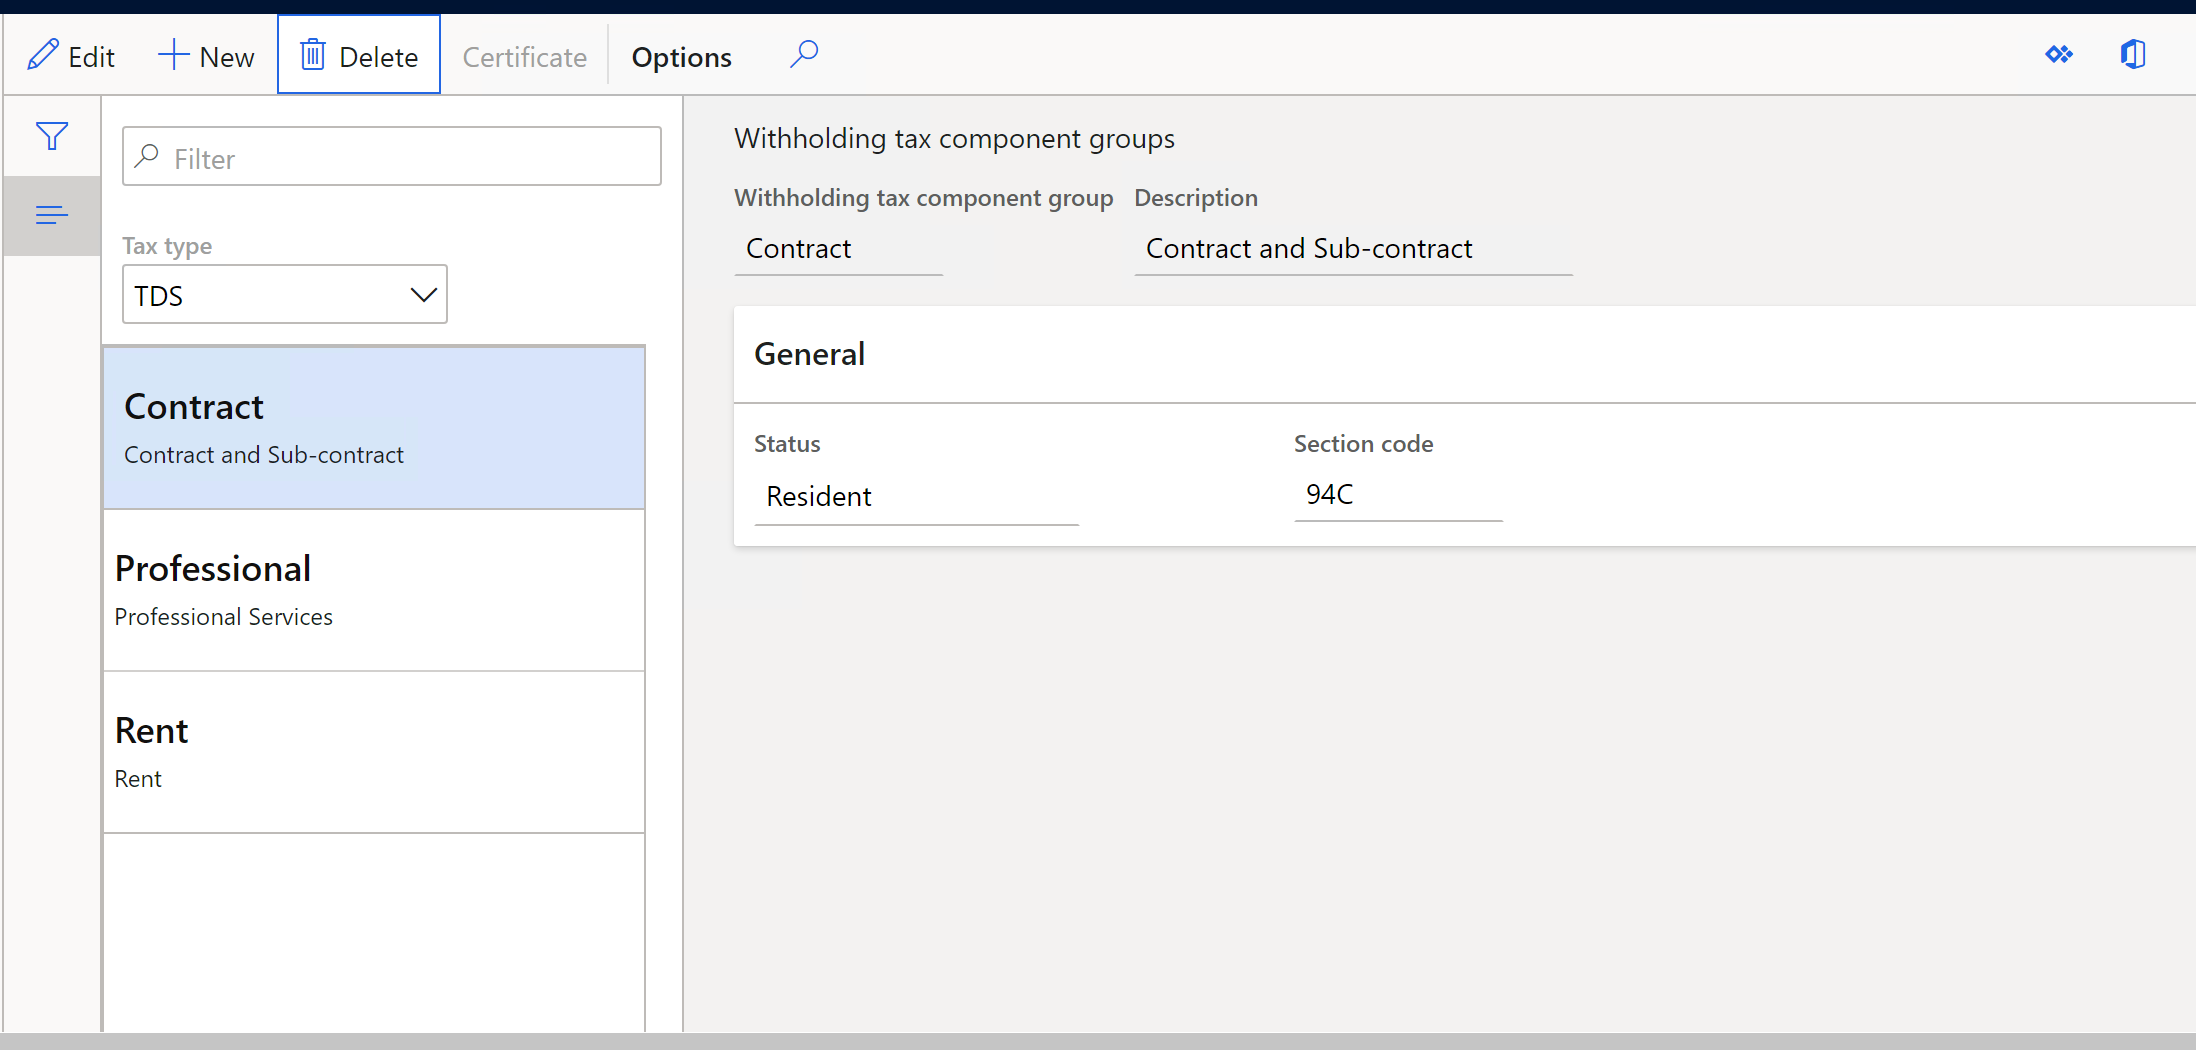 Edit New Delete Certificate Options
Filter
Tax type
TDS
Contract
Contract and Sub-contract
Professional
Professional Services
Rent
Rent
Withholding tax component groups
Withholding tax component group Description
Contract Contract and Sub-contract
General
Status Section code
Resident 94C